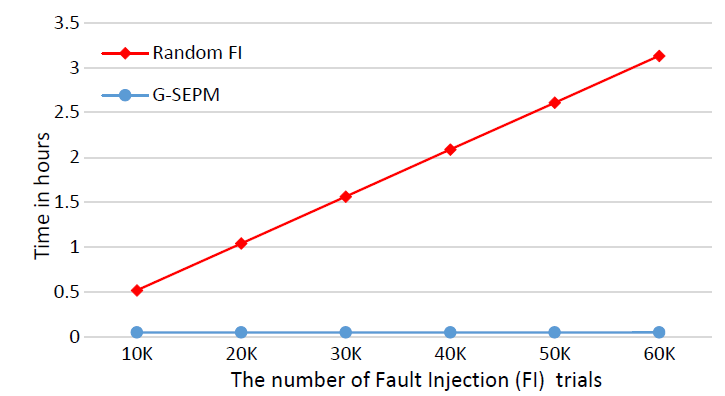 3.5
3
2.5
2
1.5
1
0.5
0
Time in hours
Random FI
G-SEPM
10K 20K 30K 40K 50K 60K
The number of Fault Injection (FI) trials